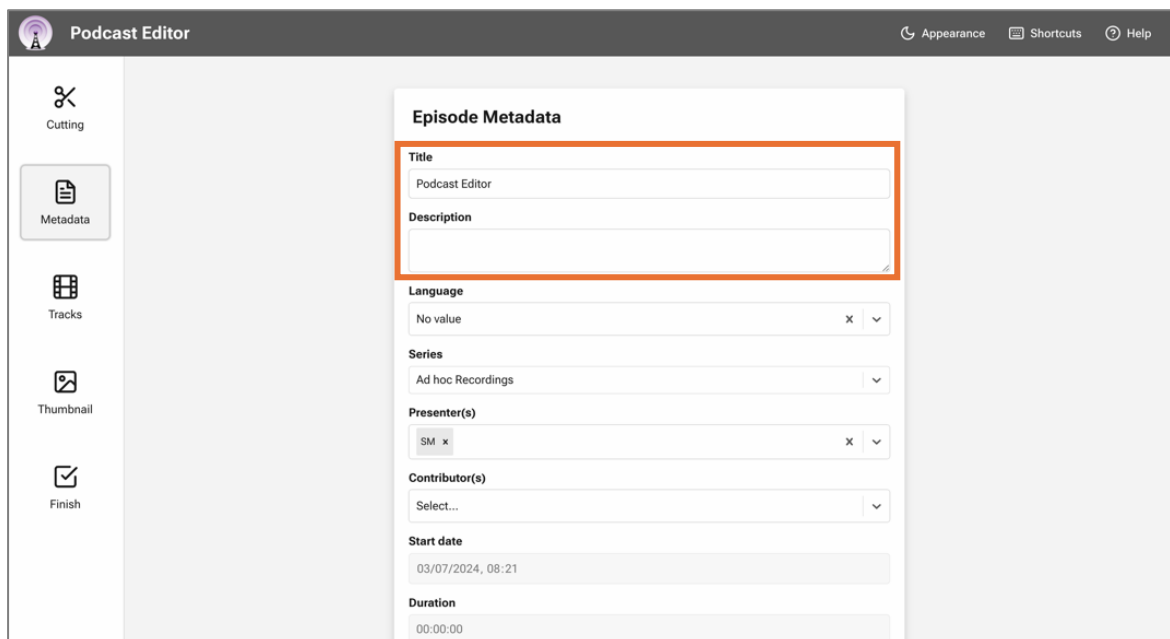 Podcast Editor
Appearance
Shortcuts
Help
Cutting
Metadata
Tracks
Thumbnail
Finish
Episode Metadata
Title
Podcast Editor
Description
Language
No value
Series
Ad hoc Recordings
Presenter(s)
SM
Contributor(s)
Select...
Start date
03/07/2024, 08:21
Duration
00:00:00